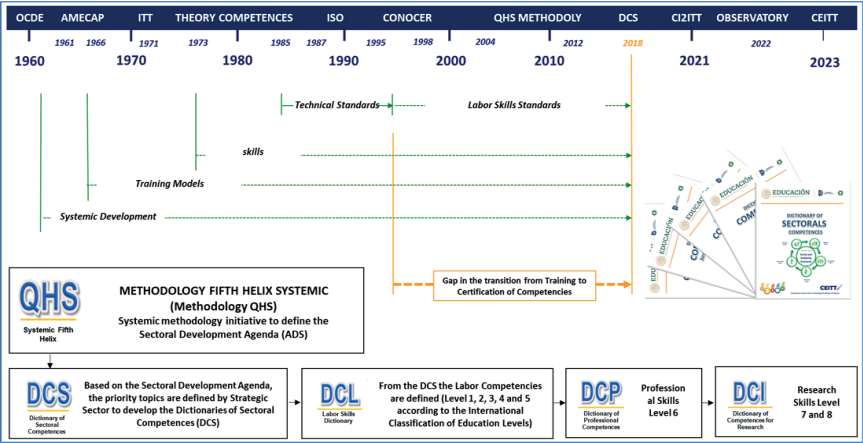 OCDE AMECAP ITT THEORY COMPETENCES ISO CONOCER QHS METHODOLY DCS CI2ITT OBSERVATORY CEITT
1961 1966 1971 1973 1985 1987 1995 1998 2004 2012 2018 2022
1960 1970 1980 1990 2000 2010 2021 2023
Technical Standards
Labor Skills Standards
skills
Training Models
Systemic Development
EDUCACIÓN
EDUCACIÓN
EDUCACIÓN
DICTIONARY OF
SECTORALS
COMPETENCES
CEITT
Gap in the transition from Training to
Certification of Competencies
QHS
Systemic Fifth
Helix
METHODOLOGY FIFTH HELIX SYSTEMIC
(Methodology QHS)
Systemic methodology initiative to define the
Sectoral Development Agenda (ADS)
DCS
Dictionary of
Sectoral
Competences
Based on the Sectoral Development Agenda,
the priority topics are defined by Strategic
Sector to develop the Dictionaries of Sectoral
Competences (DCS)
DCL
Labor Skills
Dictionary
From the DCS the Labor Competencies
are defined (Level 1, 2, 3, 4 and 5
according to the International
Classification of Education Levels)
DCP
Dictionary of
Professional
Competences
Profession
al Skills
Level 6
DCI
Dictionary of
Competences for
Research
Research
Skills Level
7 and 8